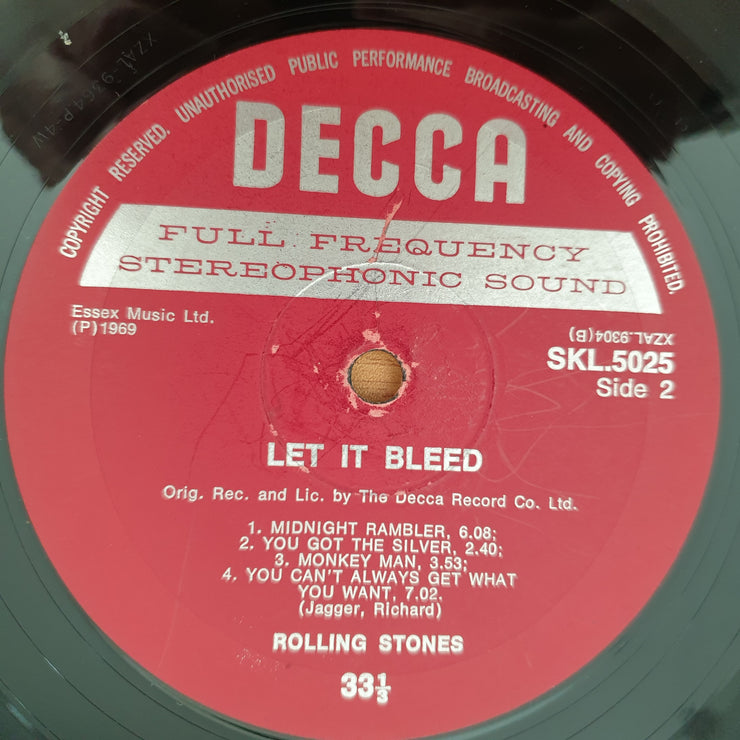 COPYRIGHT RESERVED. UNAUTHORISED PUBLIC PERFORMANCE BROADCASTING AND COPYING PROHIBITED.
DECCA
FULL FREQUENCY
STEREOPHONIC SOUND
Essex Music Ltd.
(P)1969
XZAL.9304(B)
SKL.5025
Side 2
LET IT BLEED
Orig. Rec. and Lic. by The Decca Record Co. Ltd.
1. MIDNIGHT RAMBLER, 6.08;
2. YOU GOT THE SILVER, 2.40;
3. MONKEY MAN, 3.53;
4. YOU CAN'T ALWAYS GET WHAT
YOU WANT, 7.02.
(Jagger, Richard)
ROLLING STONES
33⅓